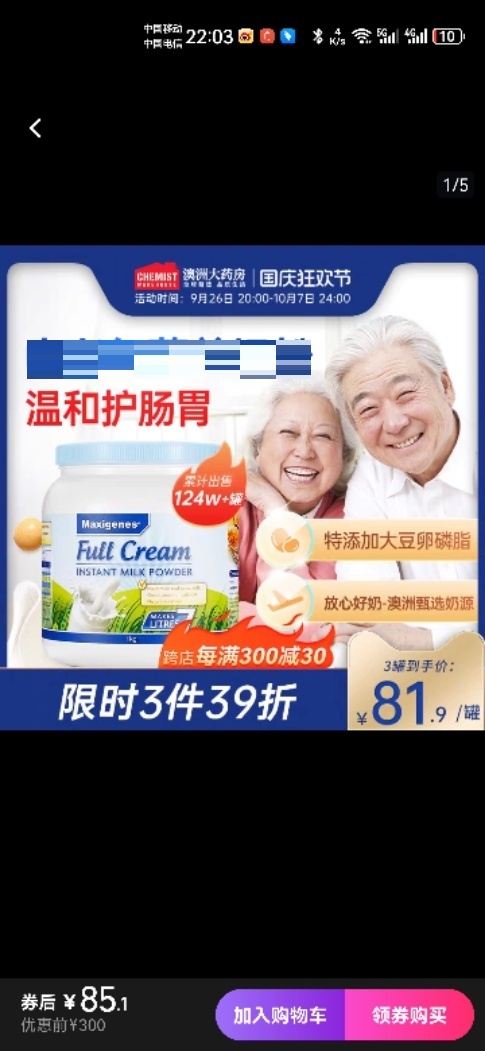 中国移动
中国电信
22:03
4
K/s
5G
4G
10
1/5
CHEMIST
WAREHOUSE
澳洲大药房
国庆狂欢节
活动时间：9月26日 20:00-10月7日 24:00
温和护肠胃
累计出售
124w+罐
Maxigenes
Full Cream
INSTANT MILK POWDER
MAKES
7
LITRES
1kg
特添加大豆卵磷脂
放心好奶-澳洲甄选奶源
跨店每满300减30
限时3件39折
3罐到手价：
¥81.9 /罐
券后 ¥85.1
优惠前¥300
加入购物车
领券购买